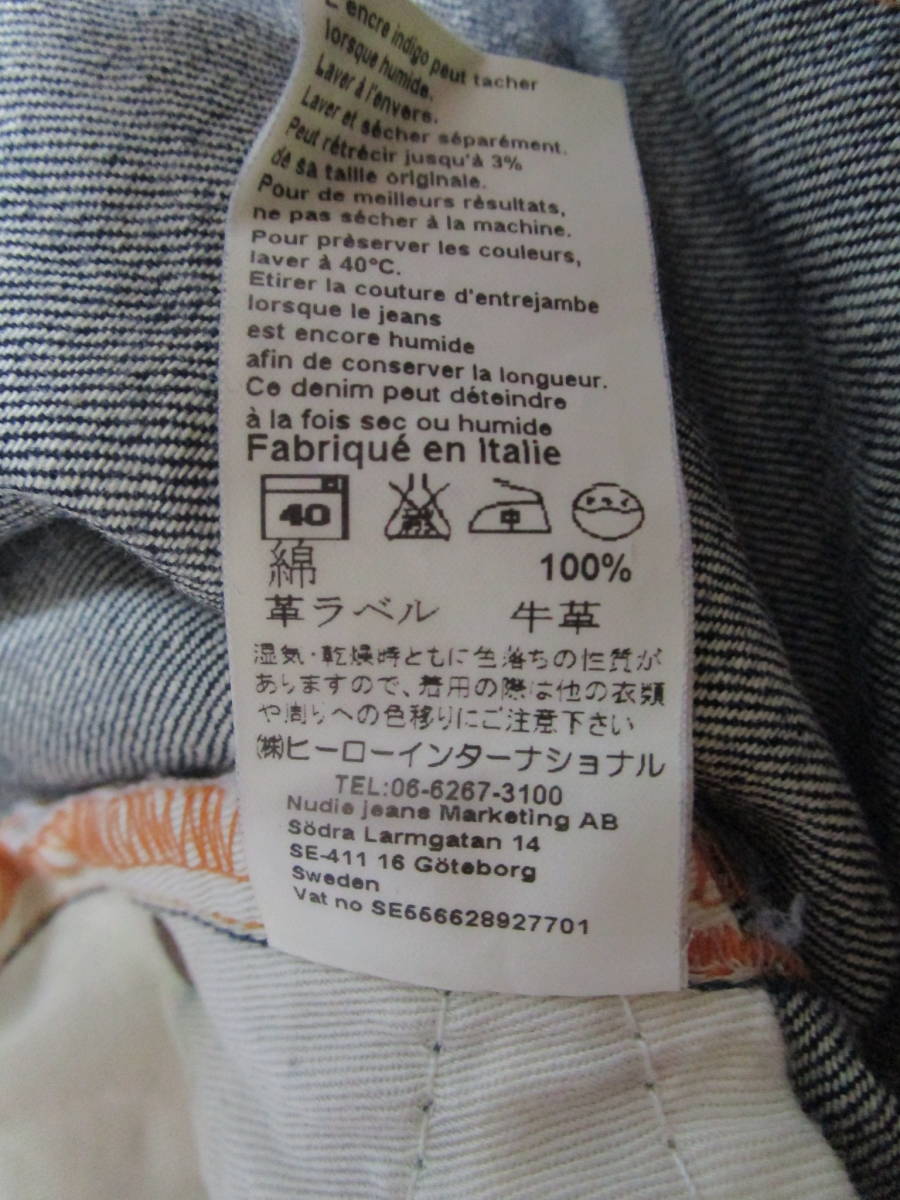 L'encre indigo peut tacher
lorsque humide.
Laver à l'envers.
Laver et sécher séparément.
Peut rétrécir jusqu'à 3%
de sa taille originale.
Pour de meilleurs résultats,
ne pas sécher à la machine.
Pour préserver les couleurs,
laver à 40°C.
Etirer la couture d'entrejambe
lorsque le jeans
est encore humide
afin de conserver la longueur.
Ce denim peut déteindre
à la fois sec ou humide
Fabriqué en Italie
40 中
綿 100%
革ラベル 牛革
湿気・乾燥時ともに色落ちの性質が
ありますので、着用の際は他の衣類
や周りへの色移りにご注意下さい
㈱ヒーローインターナショナル
TEL:06-6267-3100
Nudie jeans Marketing AB
Södra Larmgatan 14
SE-411 16 Göteborg
Sweden
Vat no SE556628927701